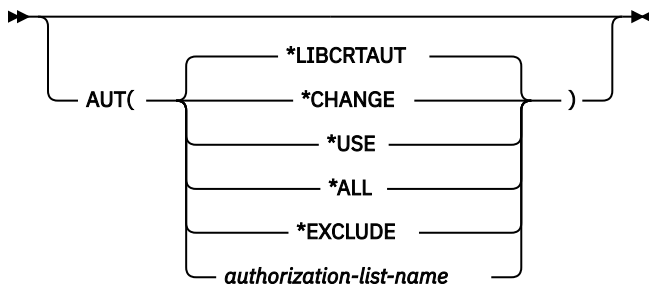 *LIBCRTAUT
AUT( *CHANGE )
*USE
*ALL
*EXCLUDE
authorization-list-name